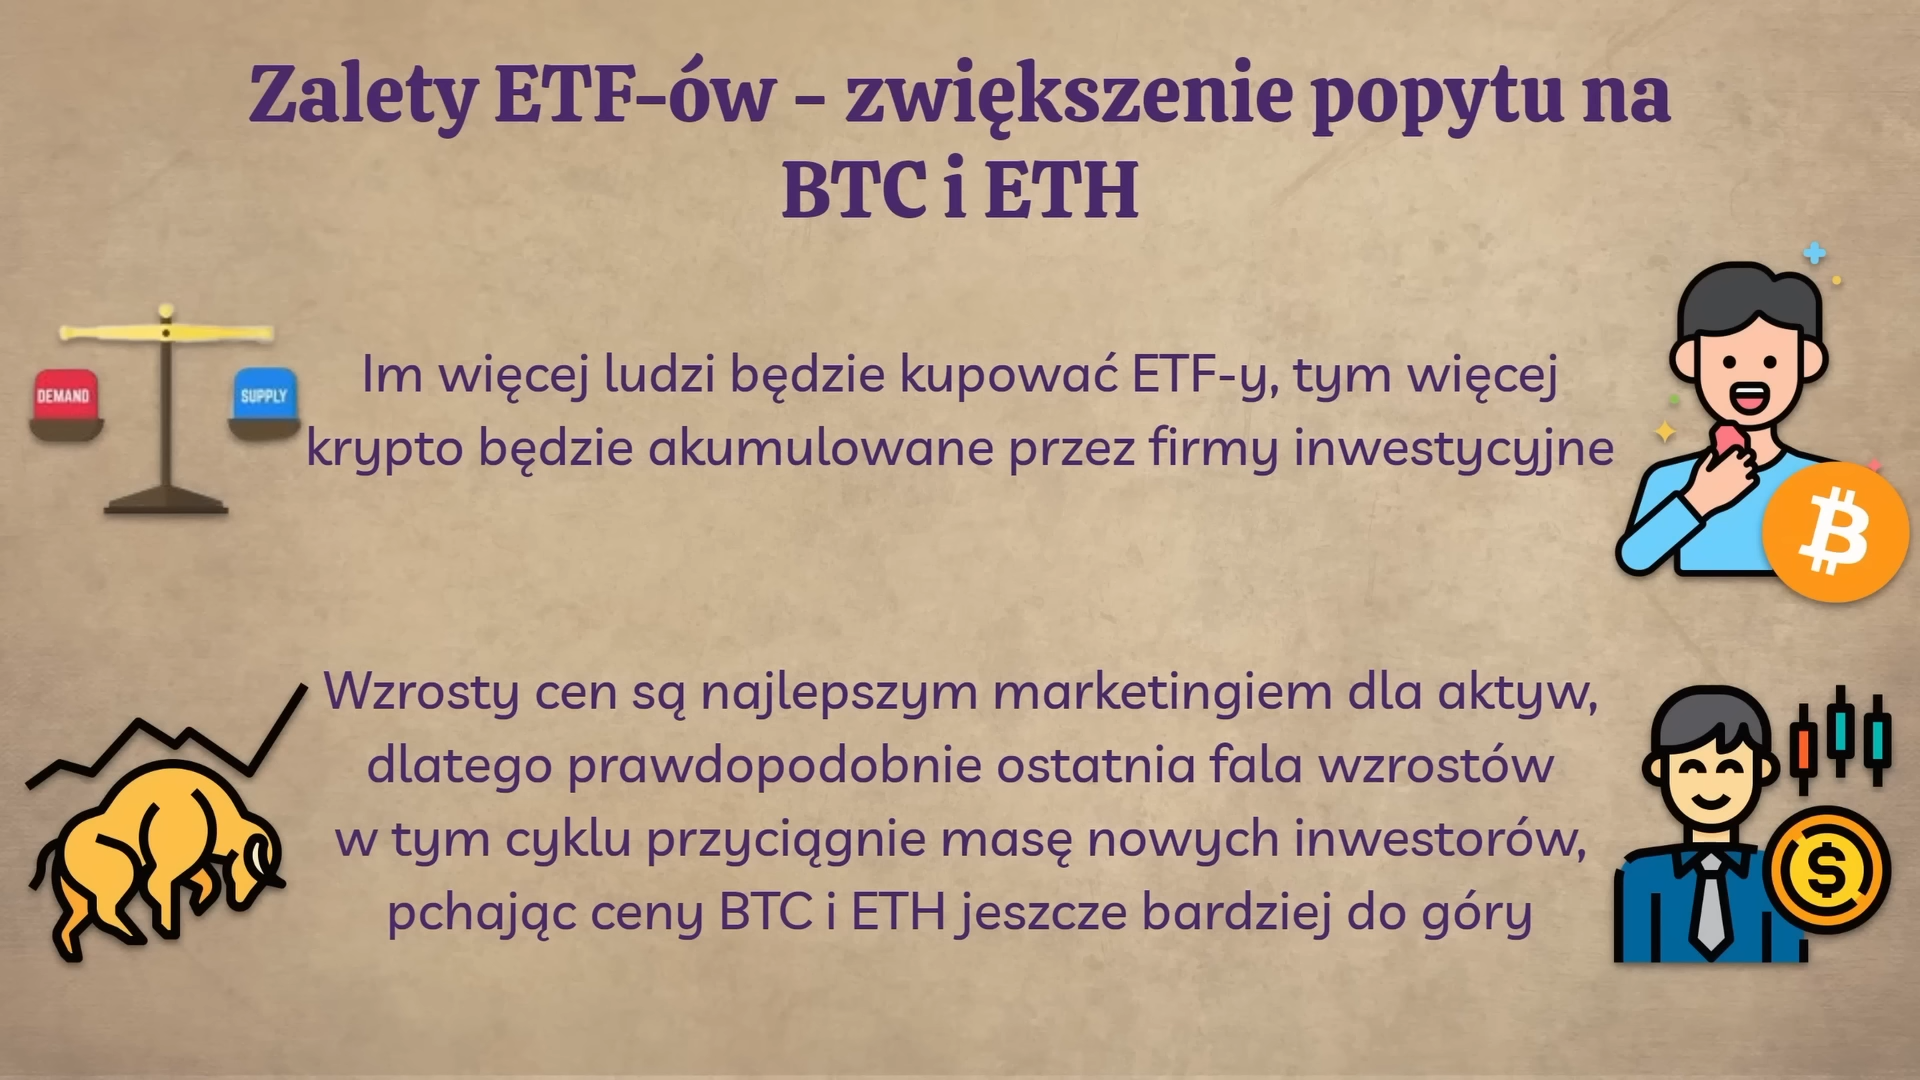 Zalety ETF-ów - zwiększenie popytu na
BTC i ETH
DEMAND
SUPPLY
Im więcej ludzi będzie kupować ETF-y, tym więcej
krypto będzie akumulowane przez firmy inwestycyjne
Wzrosty cen są najlepszym marketingiem dla aktyw,
dlatego prawdopodobnie ostatnia fala wzrostów
w tym cyklu przyciągnie masę nowych inwestorów,
pchając ceny BTC i ETH jeszcze bardziej do góry